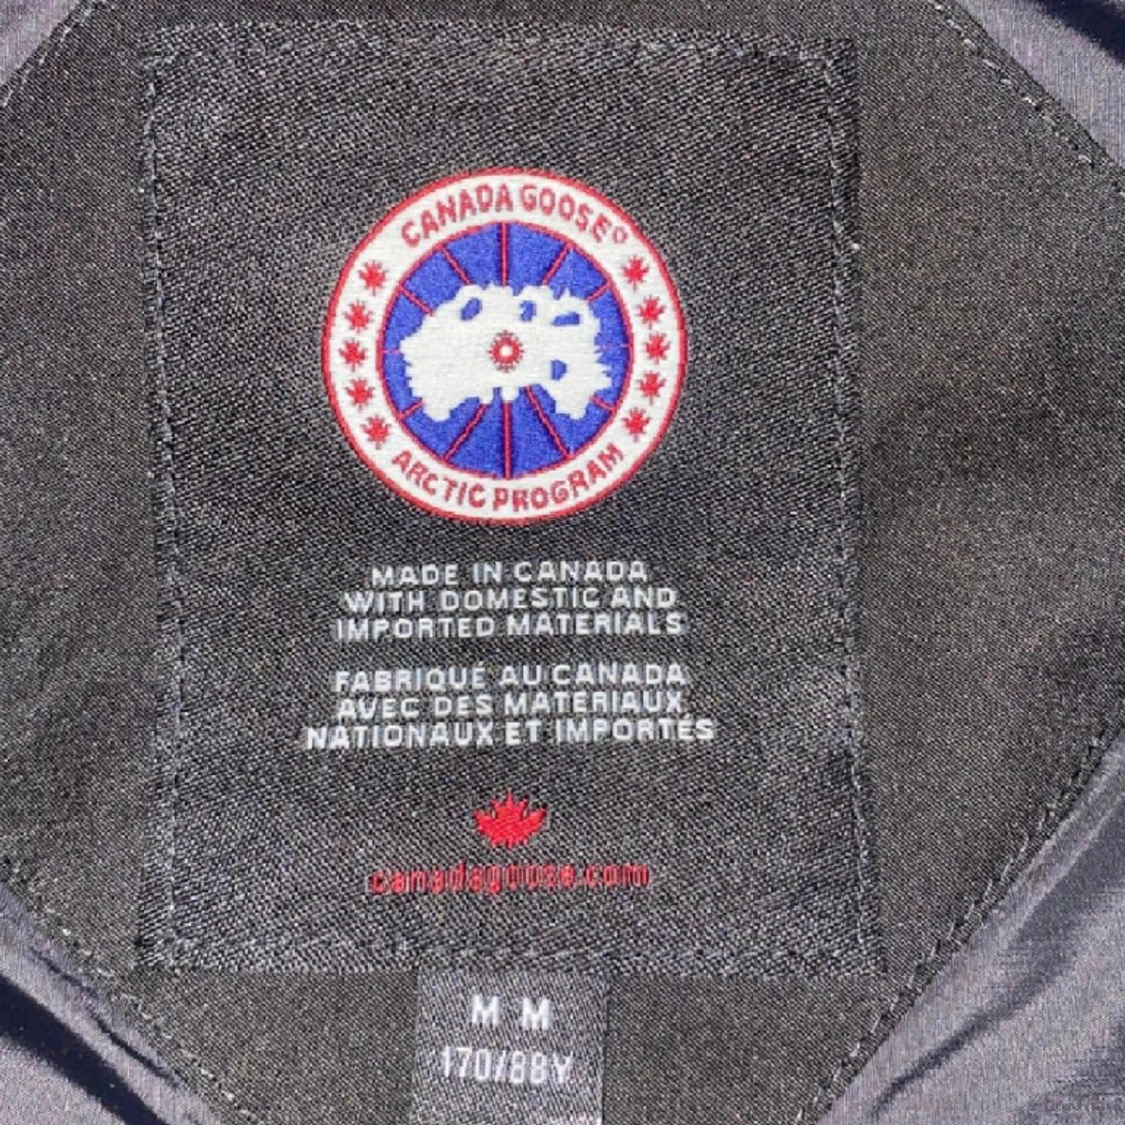 CANADA GOOSE®
ARCTIC PROGRAM
MADE IN CANADA
WITH DOMESTIC AND
IMPORTED MATERIALS
FABRIQUÉ AU CANADA
AVEC DES MATERIAUX
NATIONAUX ET IMPORTÉS
canadagoose.com
M M
170/88Y